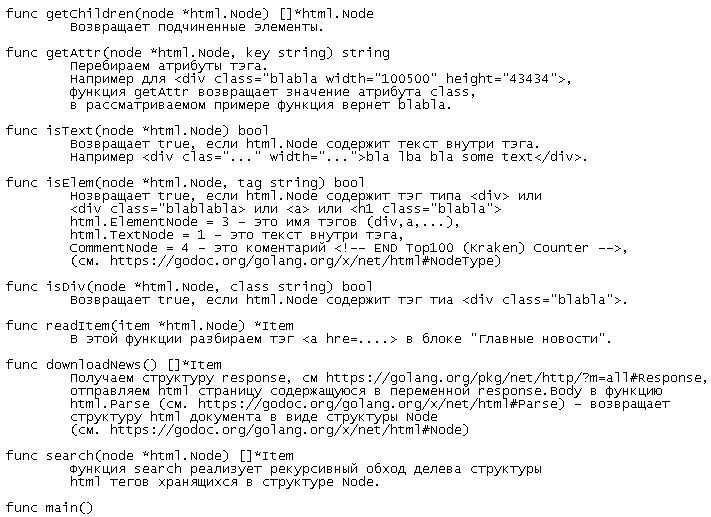 func getChildren(node *html.Node) []*html.Node
Возвращает подчиненные элементы.
func getAttr(node *html.Node, key string) string
Перебираем атрибуты тэга.
Например для <div class="blabla width="100500" height="43434">,
функция getAttr возвращает значение атрибута class,
в рассматриваемом примере функция вернет blabla.
func isText(node *html.Node) bool
Возвращает true, если html.Node содержит текст внутри тэга.
Например <div clas="..." width="...">bla lba bla some text</div>.
func isElem(node *html.Node, tag string) bool
Нозвращает true, если html.Node содержит тэг типа <div> или
<div class="blablabla> или <a> или <h1 class="blabla">
html.ElementNode = 3 – это имя тэгов (div,a,...),
html.TextNode = 1 – это текст внутри тэга,
CommentNode = 4 – это коментарий <!-- END Top100 (Kraken) Counter -->,
(см. https://godoc.org/golang.org/x/net/html#NodeType)
func isDiv(node *html.Node, class string) bool
Возвращает true, если html.Node содержит тэг тиа <div class="blabla">.
func readItem(item *html.Node) *Item
В этой функции разбираем тэг <a hre=....> в блоке "Главные новости".
func downloadNews() []*Item
Получаем структуру response, см https://golang.org/pkg/net/http/?m=all#Response,
отправляем html страницу содержащуюся в переменной response.Body в функцию
html.Parse (см. https://godoc.org/golang.org/x/net/html#Parse) – возвращает
структуру html документа в виде структуры Node
(см. https://godoc.org/golang.org/x/net/html#Node)
func search(node *html.Node) []*Item
Функция search реализует рекурсивный обход делева структуры
html тегов хранящихся в структуре Node.
func main()